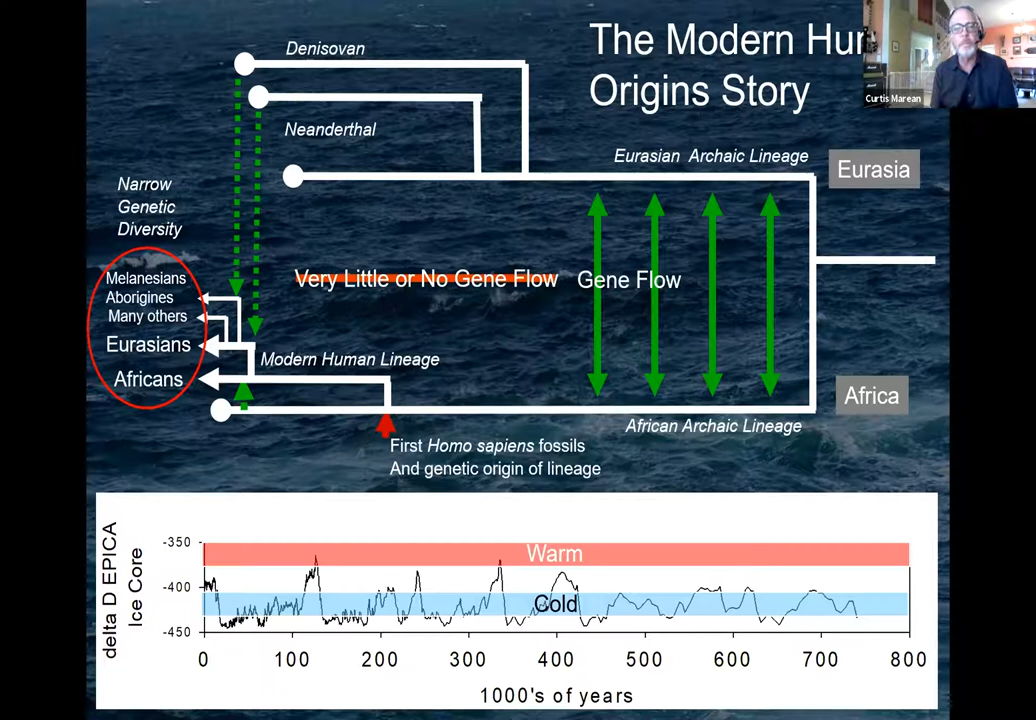 The Modern Hu
Origins Story
Curtis Marean
Denisovan
Neanderthal
Eurasian Archaic Lineage
Eurasia
Narrow
Genetic
Diversity
Very Little or No Gene Flow
Gene Flow
Melanesians
Aborigines
Many others
Eurasians
Africans
Modern Human Lineage
Africa
African Archaic Lineage
First Homo sapiens fossils
And genetic origin of lineage
delta D EPICA
Ice Core
-350
-400
-450
Warm
Cold
0 100 200 300 400 500 600 700 800
1000's of years